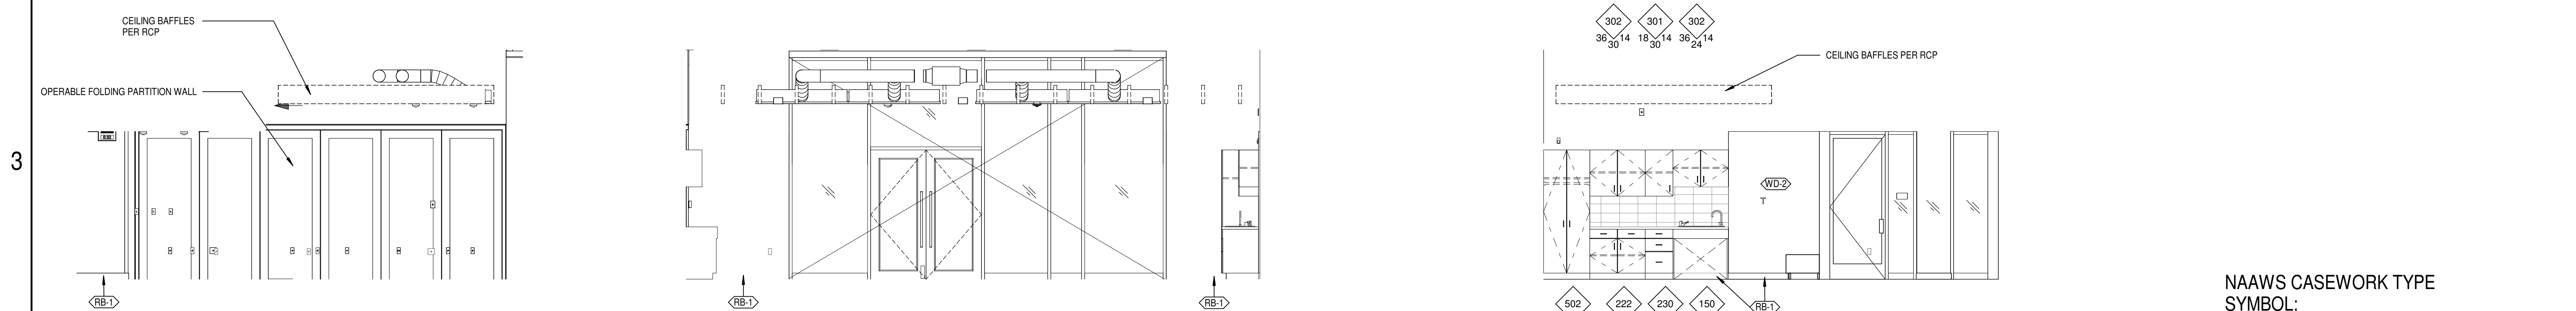 CEILING BAFFLES
PER RCP
OPERABLE FOLDING PARTITION WALL
3
RB-1
RB-1
RB-1
302
301
302
36 14
30
18 14
30
36 14
24
CEILING BAFFLES PER RCP
WD-2
T
502
222
230
150
RB-1
NAAWS CASEWORK TYPE
SYMBOL: